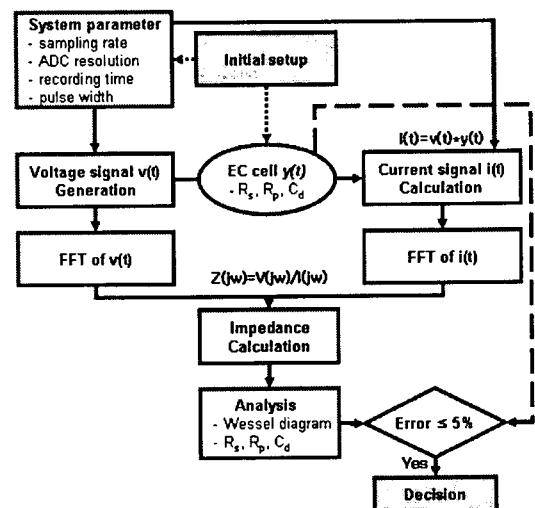 System parameter
- sampling rate
- ADC resolution
- recording time
- pulse width
Initial setup
I(t)=v(t)*y(t)
Voltage signal v(t)
Generation
EC cell y(t)
- Rs, Rp, Cd
Current signal i(t)
Calculation
FFT of v(t)
FFT of i(t)
Z(jw)=V(jw)/I(jw)
Impedance
Calculation
Analysis
- Wessel diagram
- Rs, Rp, Cd
Error ≤ 5%
Yes
Decision